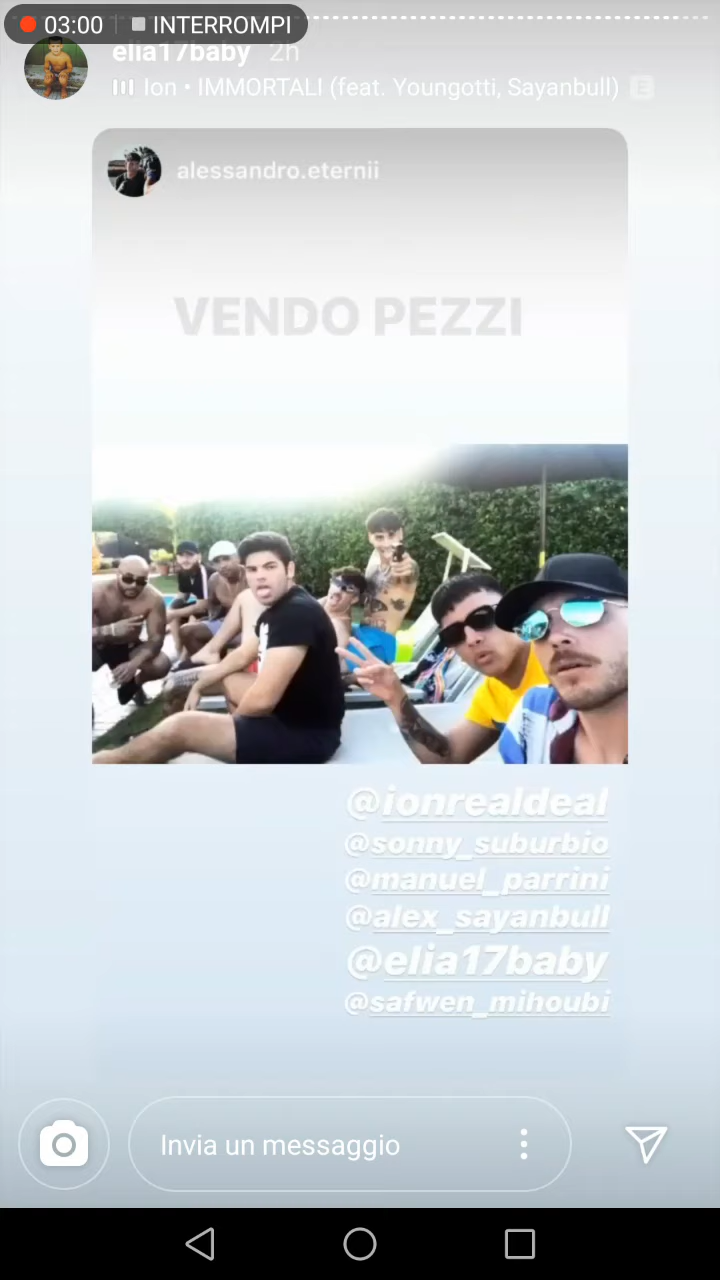 03:00 INTERROMPI
elia17baby 2h
Ion • IMMORTALI (feat. Youngotti, Sayanbull) E
alessandro.eternii
VENDO PEZZI
@ionrealdeal
@sonny_suburbio
@manuel_parrini
@alex_sayanbull
@elia17baby
@safwen_mihoubi
Invia un messaggio